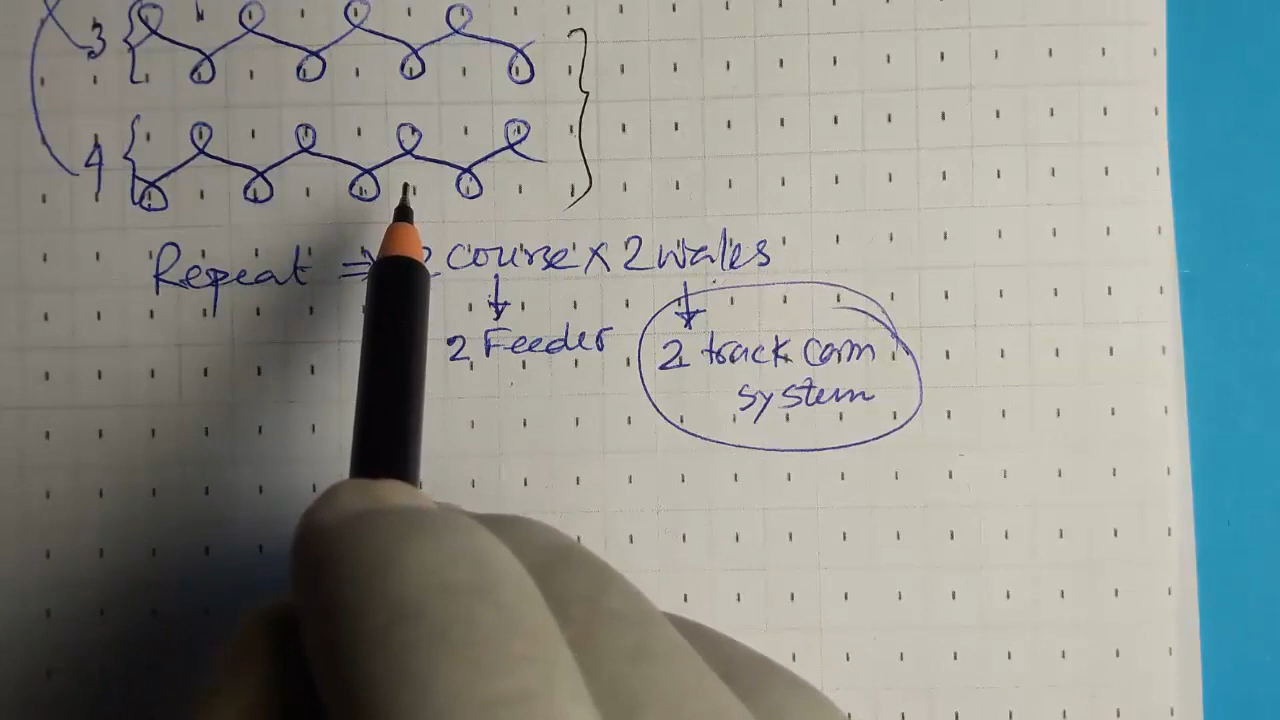 3
4
Repeat ⇒ 2 course × 2 wales
2 Feeder
2 track cam
system